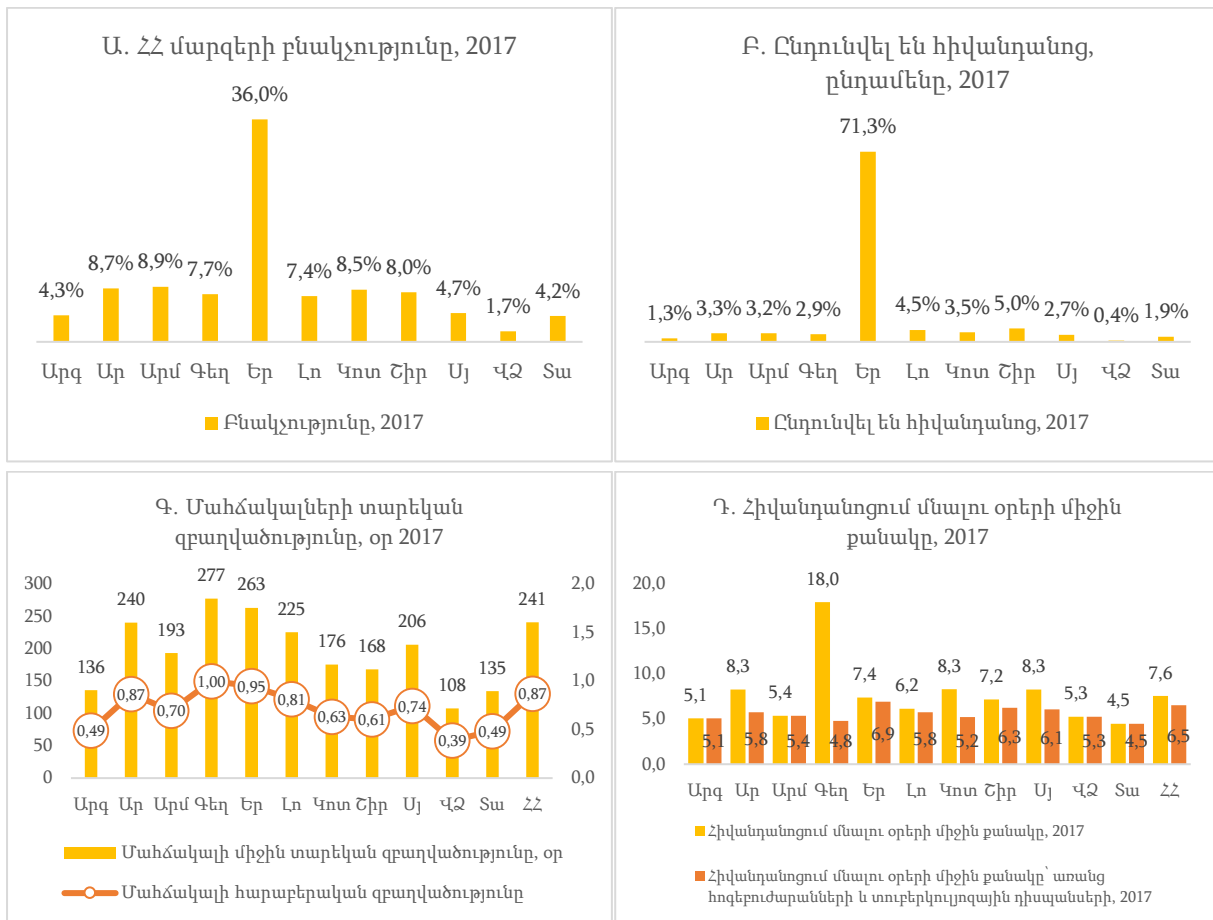 Ա. ՀՀ մարզերի բնակչությունը, 2017
36,0%
4,3% 8,7% 8,9% 7,7% 7,4% 8,5% 8,0% 4,7% 1,7% 4,2%
Արգ Ար Արմ Գեղ Եր Լո Կոտ Շիր Սյ ՎՁ Տա
Բնակչությունը, 2017
Բ. Ընդունվել են հիվանդանոց,
ընդամենը, 2017
71,3%
1,3% 3,3% 3,2% 2,9% 4,5% 3,5% 5,0% 2,7% 0,4% 1,9%
Արգ Ար Արմ Գեղ Եր Լո Կոտ Շիր Սյ ՎՁ Տա
Ընդունվել են հիվանդանոց, 2017
Գ. Մահճակալների տարեկան
զբաղվածությունը, օր 2017
300 250 200 150 100 50 0
136 240 193 277 263 225 176 168 206 108 135 241
0,49 0,87 0,70 1,00 0,95 0,81 0,63 0,61 0,74 0,39 0,49 0,87
2,0 1,5 1,0 0,5 0,0
Արգ Ար Արմ Գեղ Եր Լո Կոտ Շիր Սյ ՎՁ Տա ՀՀ
Մահճակալի միջին տարեկան զբաղվածությունը, օր
Մահճակալի հարաբերական զբաղվածությունը
Դ. Հիվանդանոցում մնալու օրերի միջին
քանակը, 2017
20,0 15,0 10,0 5,0 0,0
5,1 8,3 5,4 18,0 7,4 6,2 8,3 7,2 8,3 5,3 4,5 7,6
5,1 5,8 5,4 4,8 6,9 5,8 5,2 6,3 6,1 5,3 4,5 6,5
Արգ Ար Արմ Գեղ Եր Լո Կոտ Շիր Սյ ՎՁ Տա ՀՀ
Հիվանդանոցում մնալու օրերի միջին քանակը, 2017
Հիվանդանոցում մնալու օրերի միջին քանակը՝ առանց
հոգեբուժարանների և տուբերկուլյոզային դիսպանսերի, 2017